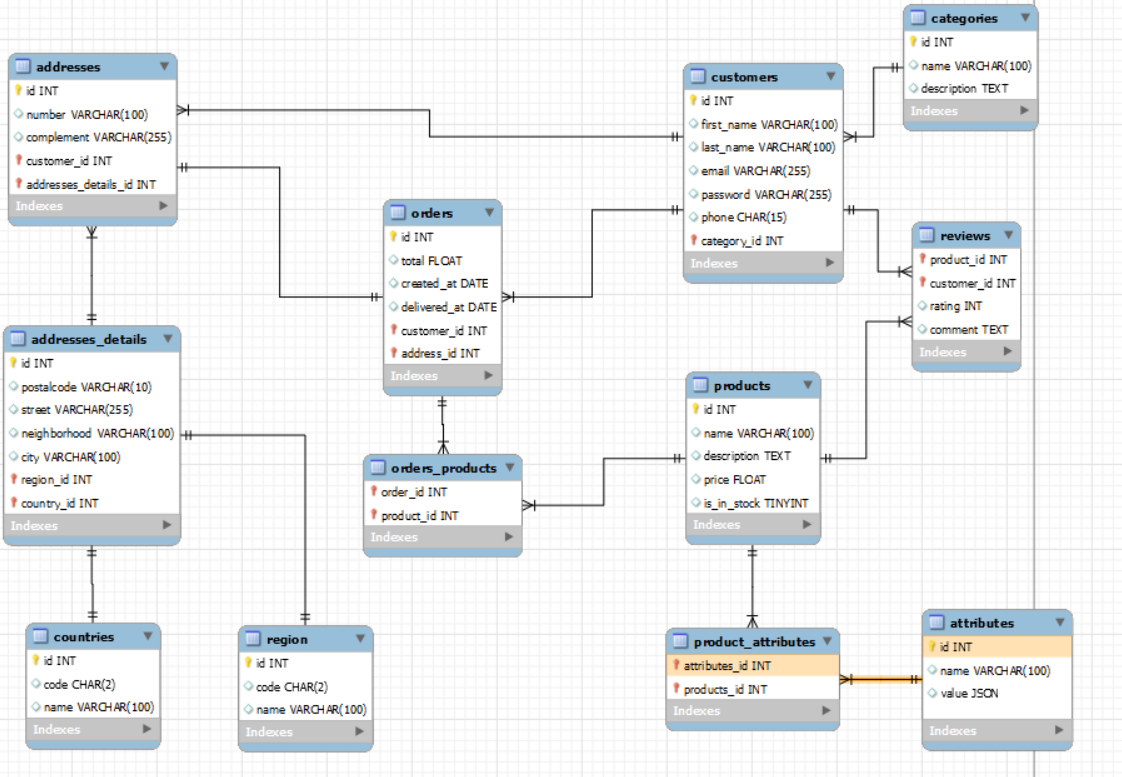 categories
id INT
name VARCHAR(100)
description TEXT
Indexes
addresses
id INT
number VARCHAR(100)
complement VARCHAR(255)
customer_id INT
addresses_details_id INT
Indexes
customers
id INT
first_name VARCHAR(100)
last_name VARCHAR(100)
email VARCHAR(255)
password VARCHAR(255)
phone CHAR(15)
category_id INT
Indexes
orders
id INT
total FLOAT
created_at DATE
delivered_at DATE
customer_id INT
address_id INT
Indexes
reviews
product_id INT
customer_id INT
rating INT
comment TEXT
Indexes
addresses_details
id INT
postalcode VARCHAR(10)
street VARCHAR(255)
neighborhood VARCHAR(100)
city VARCHAR(100)
region_id INT
country_id INT
Indexes
products
id INT
name VARCHAR(100)
description TEXT
price FLOAT
is_in_stock TINYINT
Indexes
orders_products
order_id INT
product_id INT
Indexes
countries
id INT
code CHAR(2)
name VARCHAR(100)
Indexes
region
id INT
code CHAR(2)
name VARCHAR(100)
Indexes
product_attributes
attributes_id INT
products_id INT
Indexes
attributes
id INT
name VARCHAR(100)
value JSON
Indexes